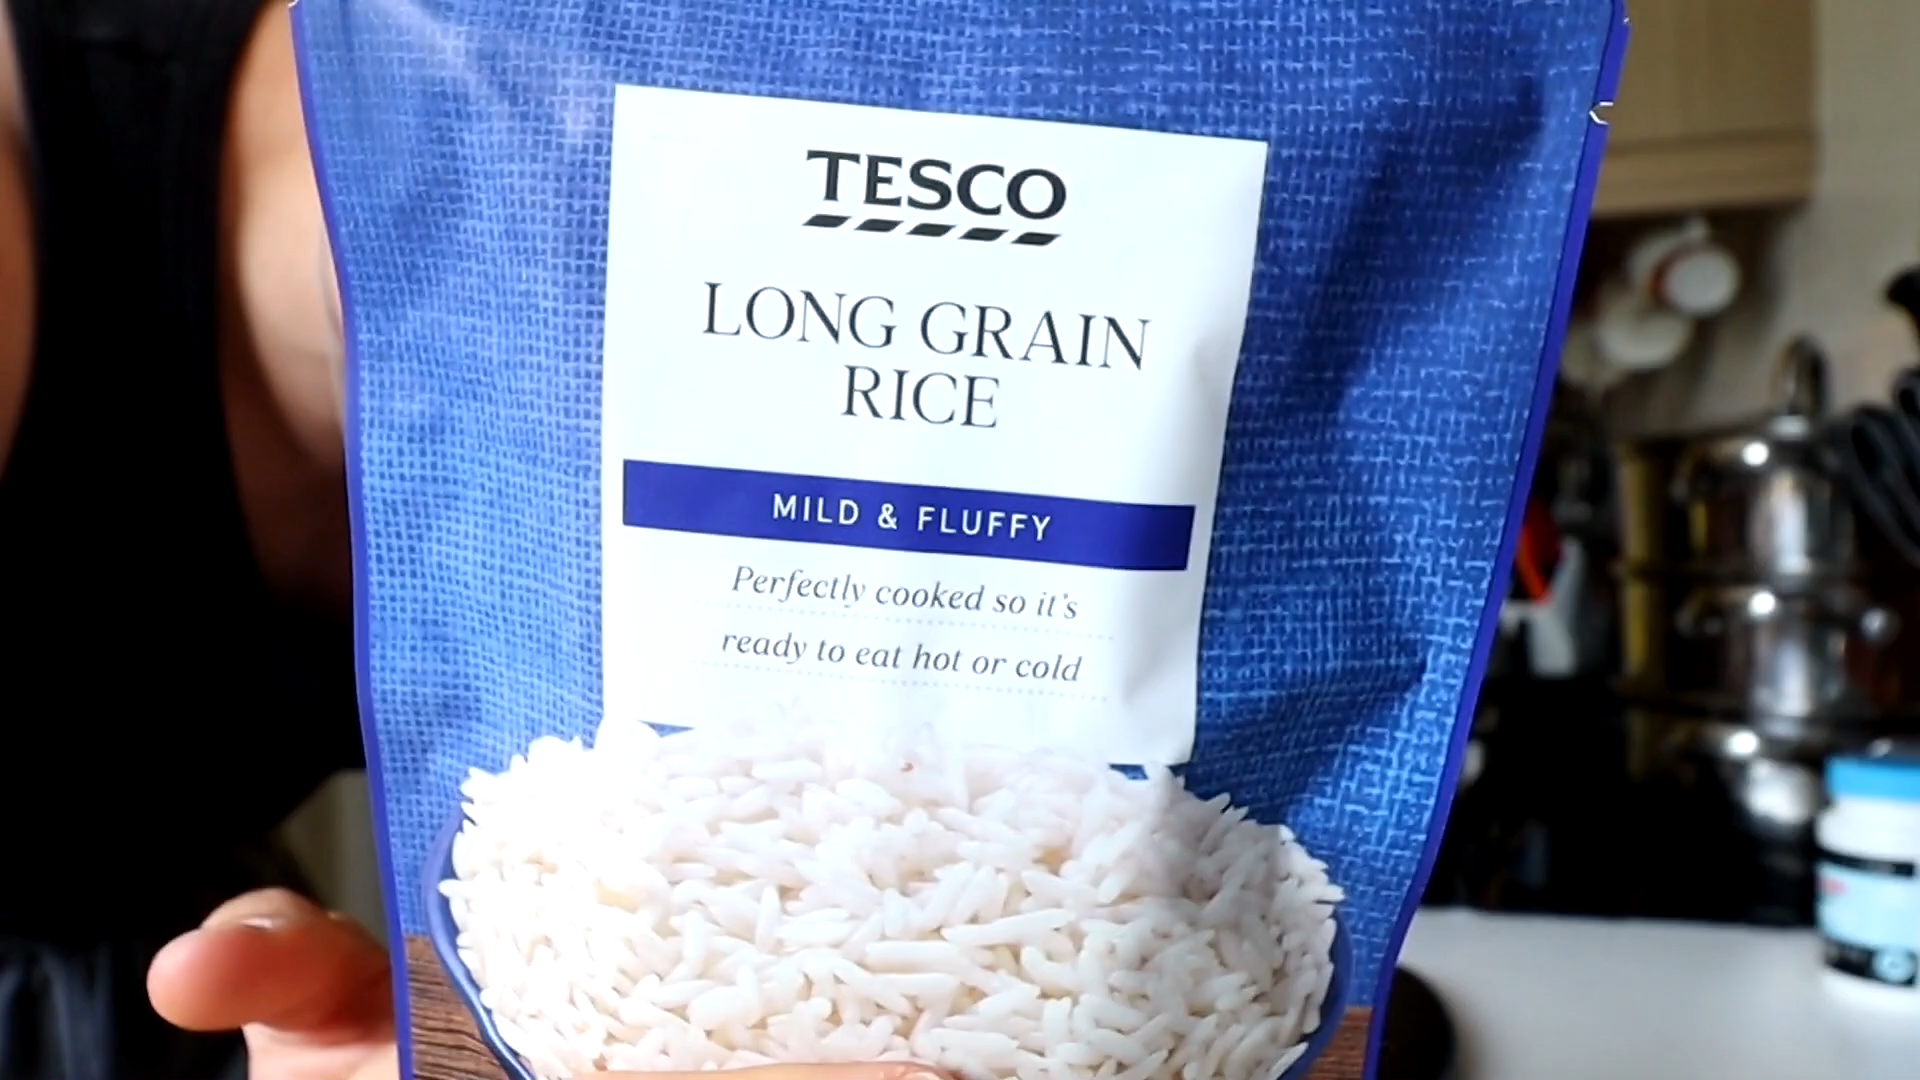 TESCO
LONG GRAIN
RICE
MILD & FLUFFY
Perfectly cooked so it's
ready to eat hot or cold